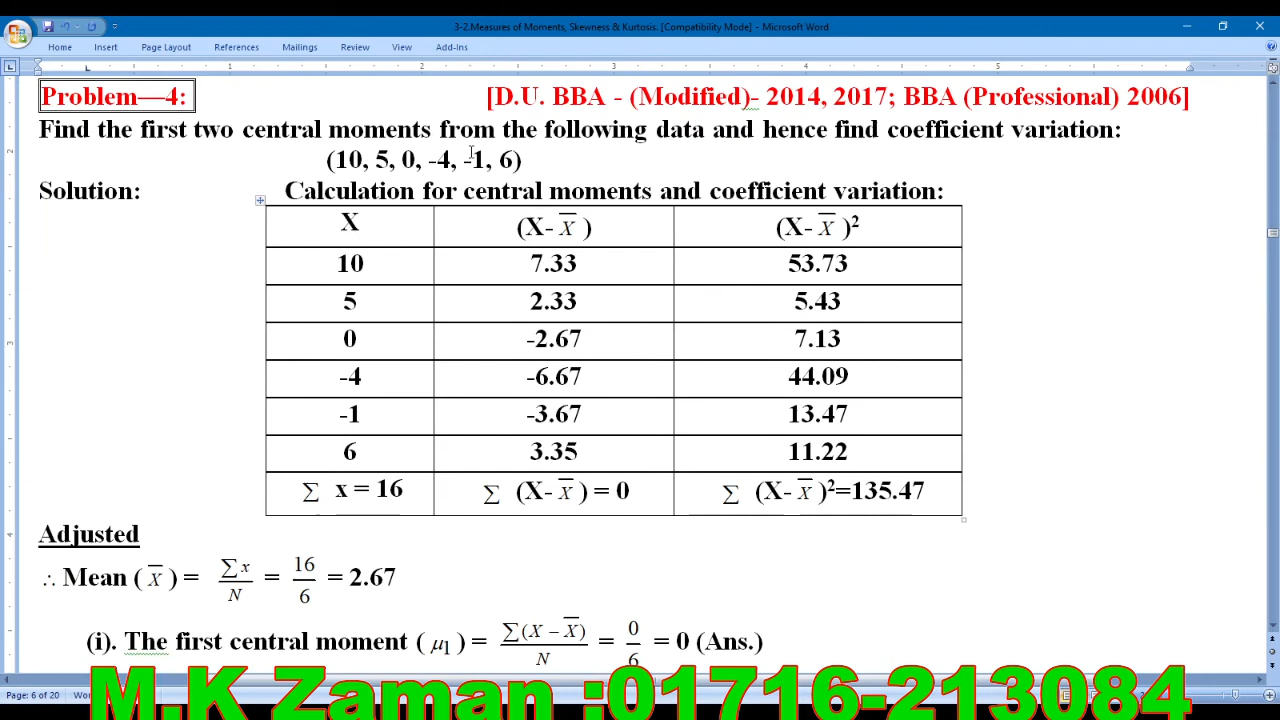 3-2.Measures of Moments, Skewness & Kurtosis. [Compatibility Mode] - Microsoft Word
Home Insert Page Layout References Mailings Review View Add-Ins
1 2 3 4 5
Problem—4: [D.U. BBA - (Modified)- 2014, 2017; BBA (Professional) 2006]
Find the first two central moments from the following data and hence find coefficient variation:
(10, 5, 0, -4, -1, 6)
Solution: Calculation for central moments and coefficient variation:
X (X- X̅ ) (X- X̅ )²
10 7.33 53.73
5 2.33 5.43
0 -2.67 7.13
-4 -6.67 44.09
-1 -3.67 13.47
6 3.35 11.22
∑ x = 16 ∑ (X- X̅ ) = 0 ∑ (X- X̅ )²=135.47
Adjusted
∴ Mean ( X̅ ) = ∑x/N = 16/6 = 2.67
(i). The first central moment ( μ₁ ) = ∑(X − X̅)/N = 0/6 = 0 (Ans.)
M.K Zaman :01716-213084
Page: 6 of 20